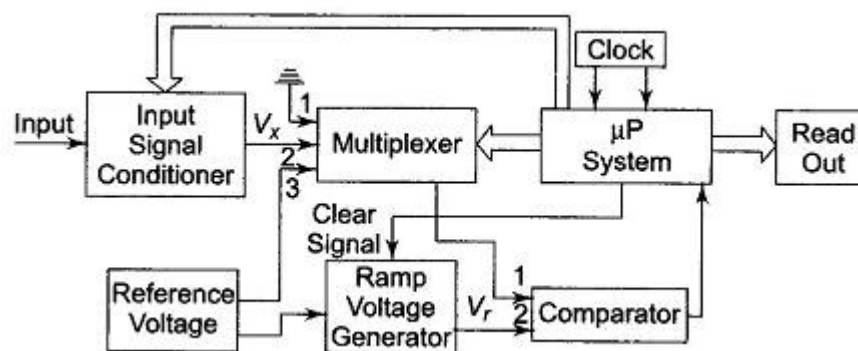 Clock
Input
Input
Signal
Conditioner
Vx
1
2
3
Multiplexer
μP
System
Read
Out
Clear
Signal
Reference
Voltage
Ramp
Voltage
Generator
Vr
1
2
Comparator